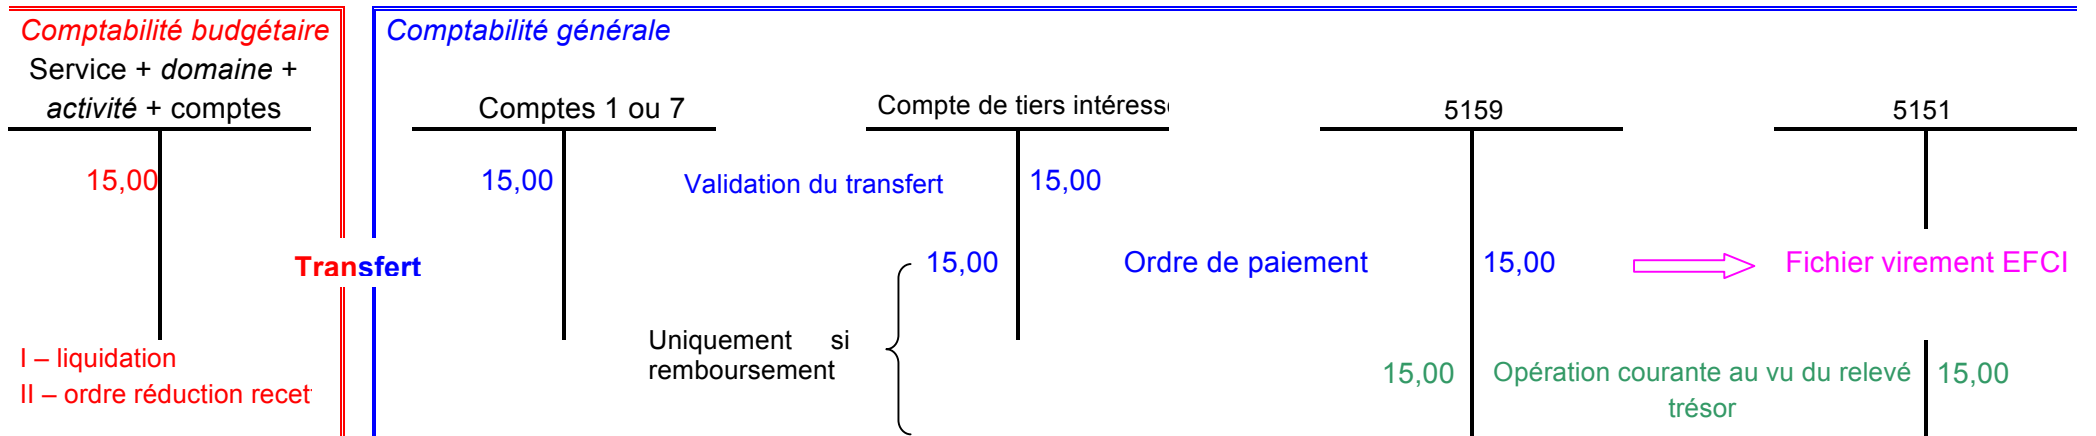 Comptabilité budgétaire
Comptabilité générale
Service + domaine +
activité + comptes
Comptes 1 ou 7
Compte de tiers intéress
5159
5151
15,00
15,00
Validation du transfert
15,00
Transfert
15,00
Ordre de paiement
15,00
Fichier virement EFCI
Uniquement si
remboursement
I – liquidation
II – ordre réduction recet
15,00
Opération courante au vu du relevé
trésor
15,00